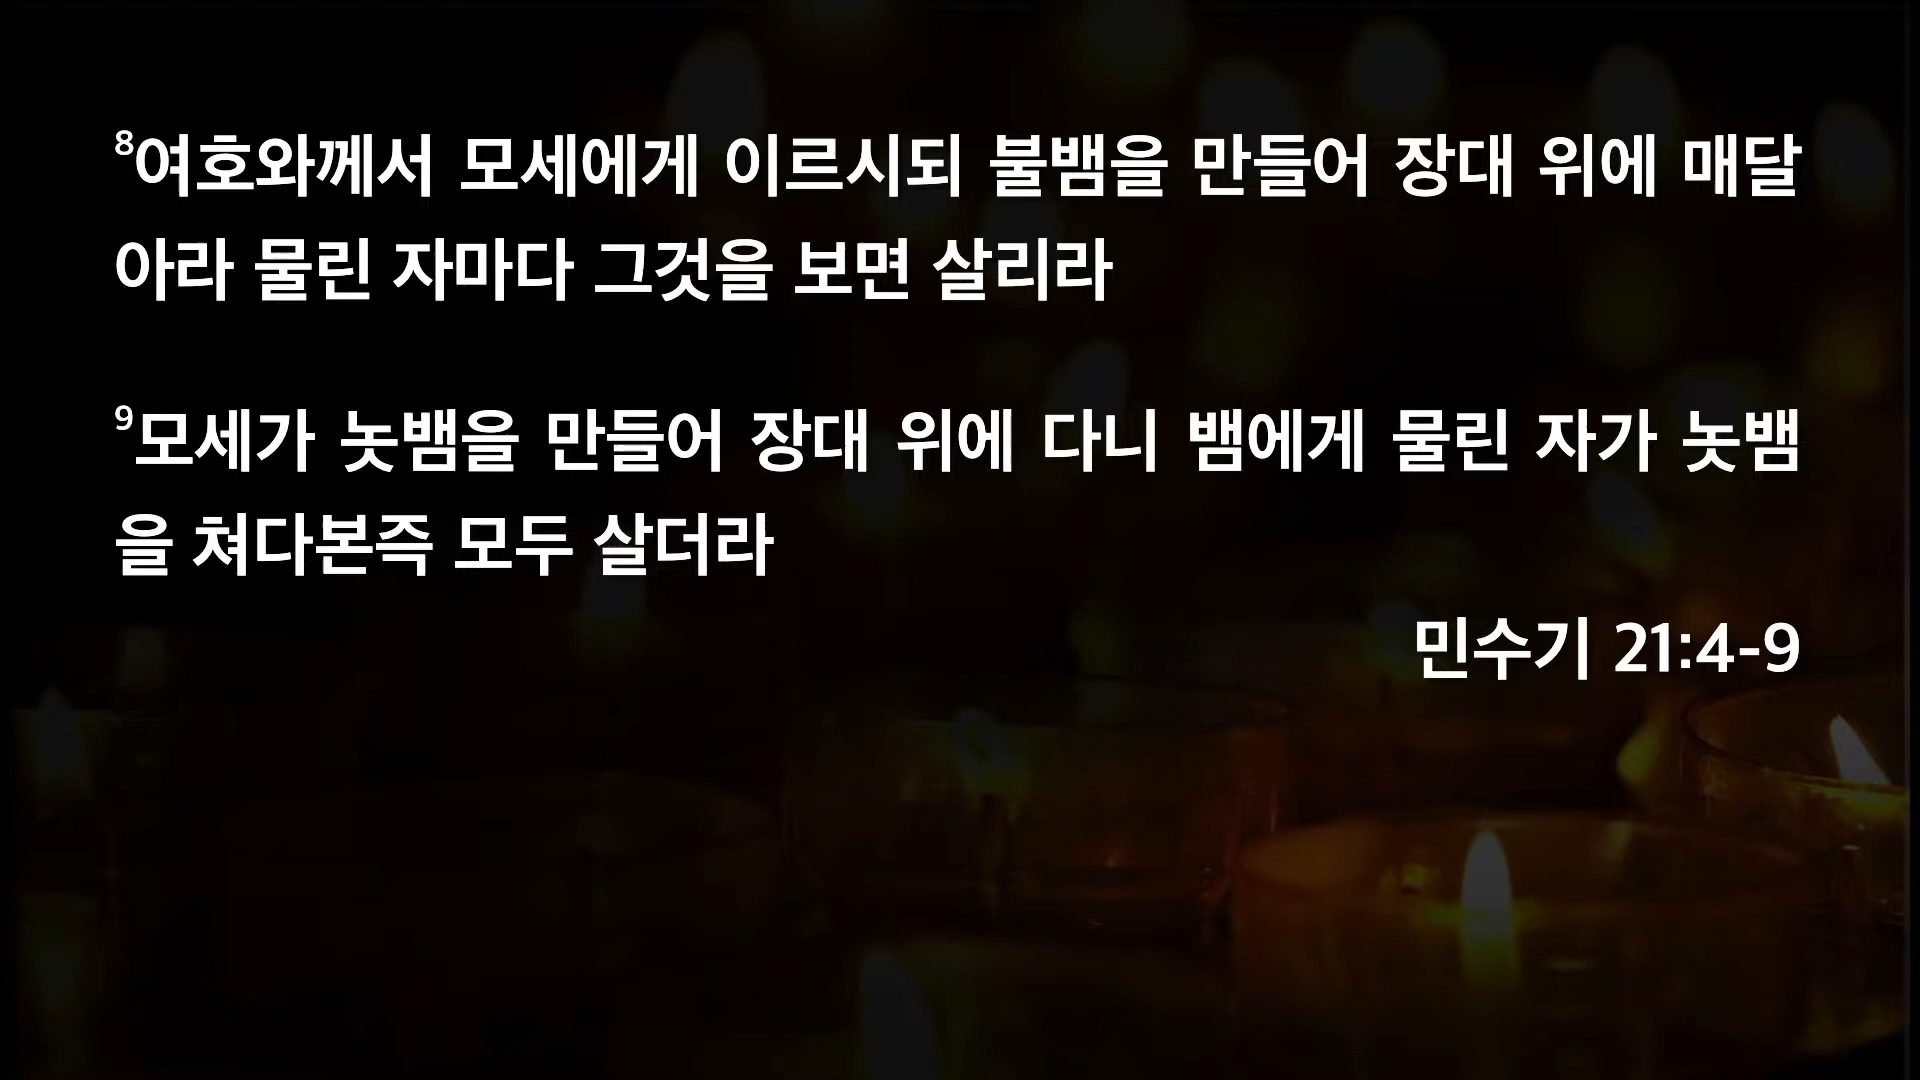 8여호와께서 모세에게 이르시되 불뱀을 만들어 장대 위에 매달
아라 물린 자마다 그것을 보면 살리라
9모세가 놋뱀을 만들어 장대 위에 다니 뱀에게 물린 자가 놋뱀
을 쳐다본즉 모두 살더라
민수기 21:4-9